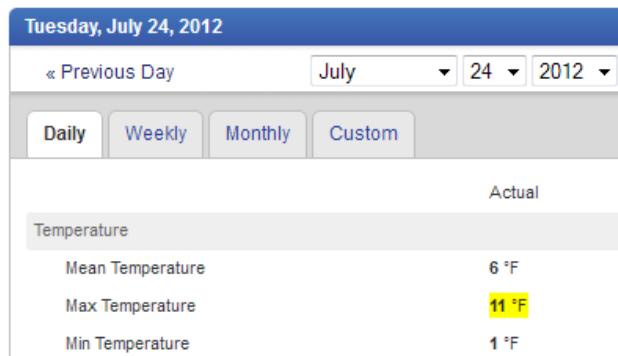 Tuesday, July 24, 2012
« Previous Day July 24 2012
Daily Weekly Monthly Custom
Actual
Temperature
Mean Temperature 6 °F
Max Temperature 11 °F
Min Temperature 1 °F